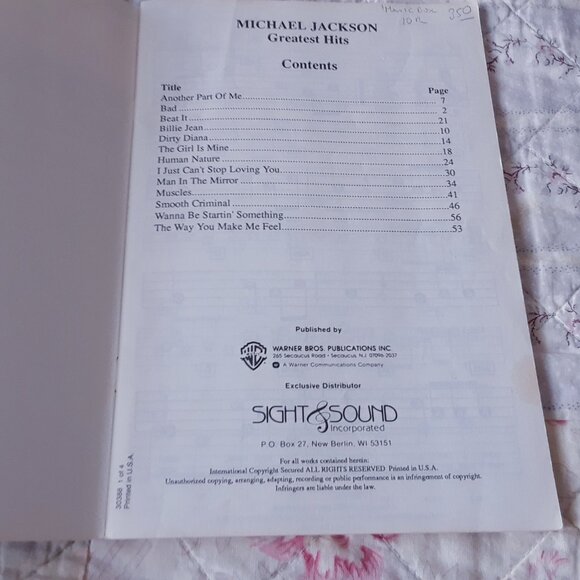 350
MICHAEL JACKSON
Greatest Hits
Contents
Title Page
Another Part Of Me 7
Bad 2
Beat It 21
Billie Jean 10
Dirty Diana 14
The Girl Is Mine 18
Human Nature 24
I Just Can't Stop Loving You 30
Man In The Mirror 34
Muscles 41
Smooth Criminal 46
Wanna Be Startin' Something 56
The Way You Make Me Feel 53
Published by
WB
WARNER BROS. PUBLICATIONS INC.
265 Secaucus Road · Secaucus, N.J. 07096-2037
A Warner Communications Company
Exclusive Distributor
SIGHT & SOUND
Incorporated
P.O. Box 27, New Berlin, WI 53151
For all works contained herein:
International Copyright Secured ALL RIGHTS RESERVED Printed in U.S.A.
Unauthorized copying, arranging, adapting, recording or public performance is an infringement of copyright.
Infringers are liable under the law.
30388 1 of 4
Printed in U.S.A.